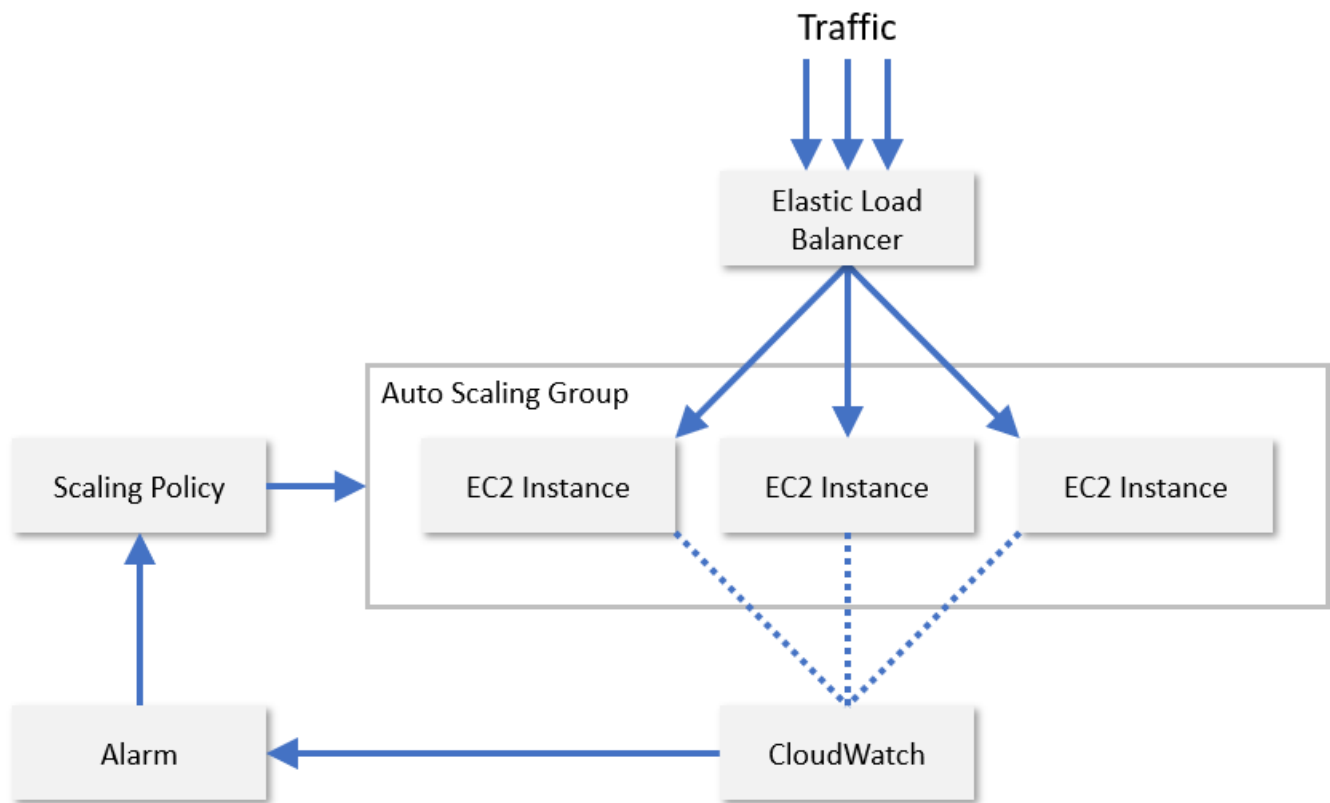 Traffic
Elastic Load
Balancer
Auto Scaling Group
Scaling Policy
EC2 Instance
EC2 Instance
EC2 Instance
Alarm
CloudWatch